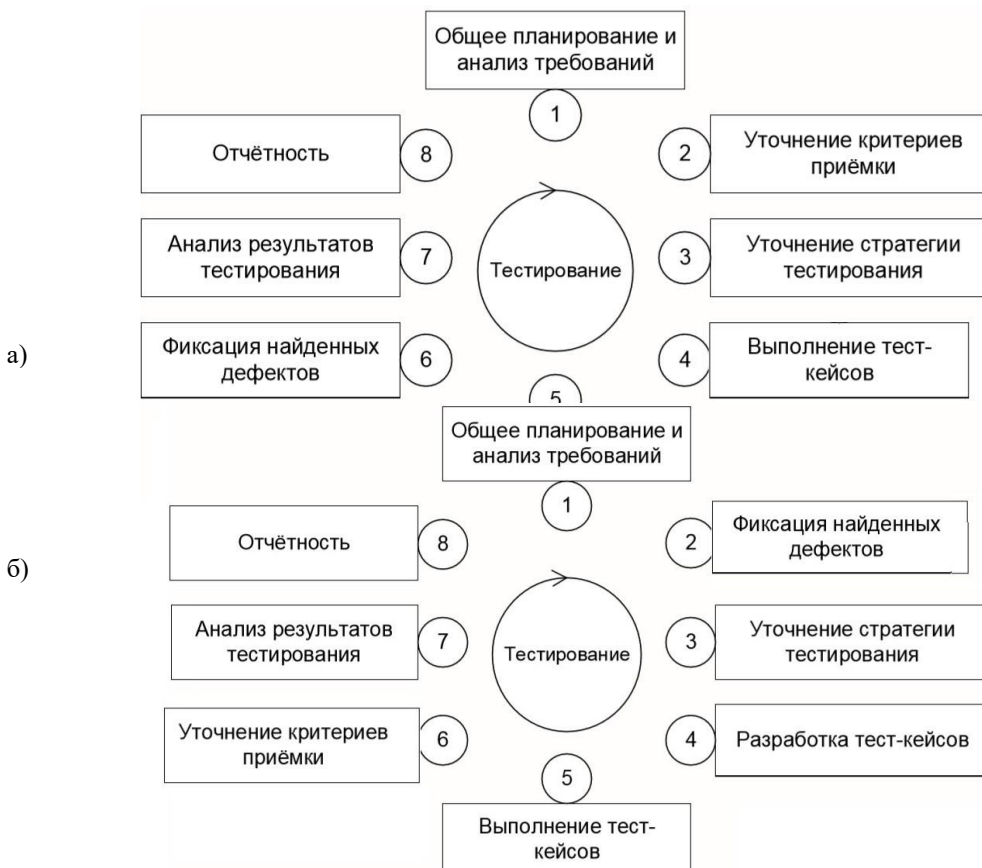 Общее планирование и
анализ требований
1
8
Отчётность
2
Уточнение критериев
приёмки
7
Анализ результатов
тестирования
Тестирование
3
Уточнение стратегии
тестирования
а)
6
Фиксация найденных
дефектов
4
Выполнение тест-
кейсов
5
Общее планирование и
анализ требований
1
б)
Отчётность
8
2
Фиксация найденных
дефектов
Анализ результатов
тестирования
7
Тестирование
3
Уточнение стратегии
тестирования
Уточнение критериев
приёмки
6
4
Разработка тест-кейсов
5
Выполнение тест-
кейсов